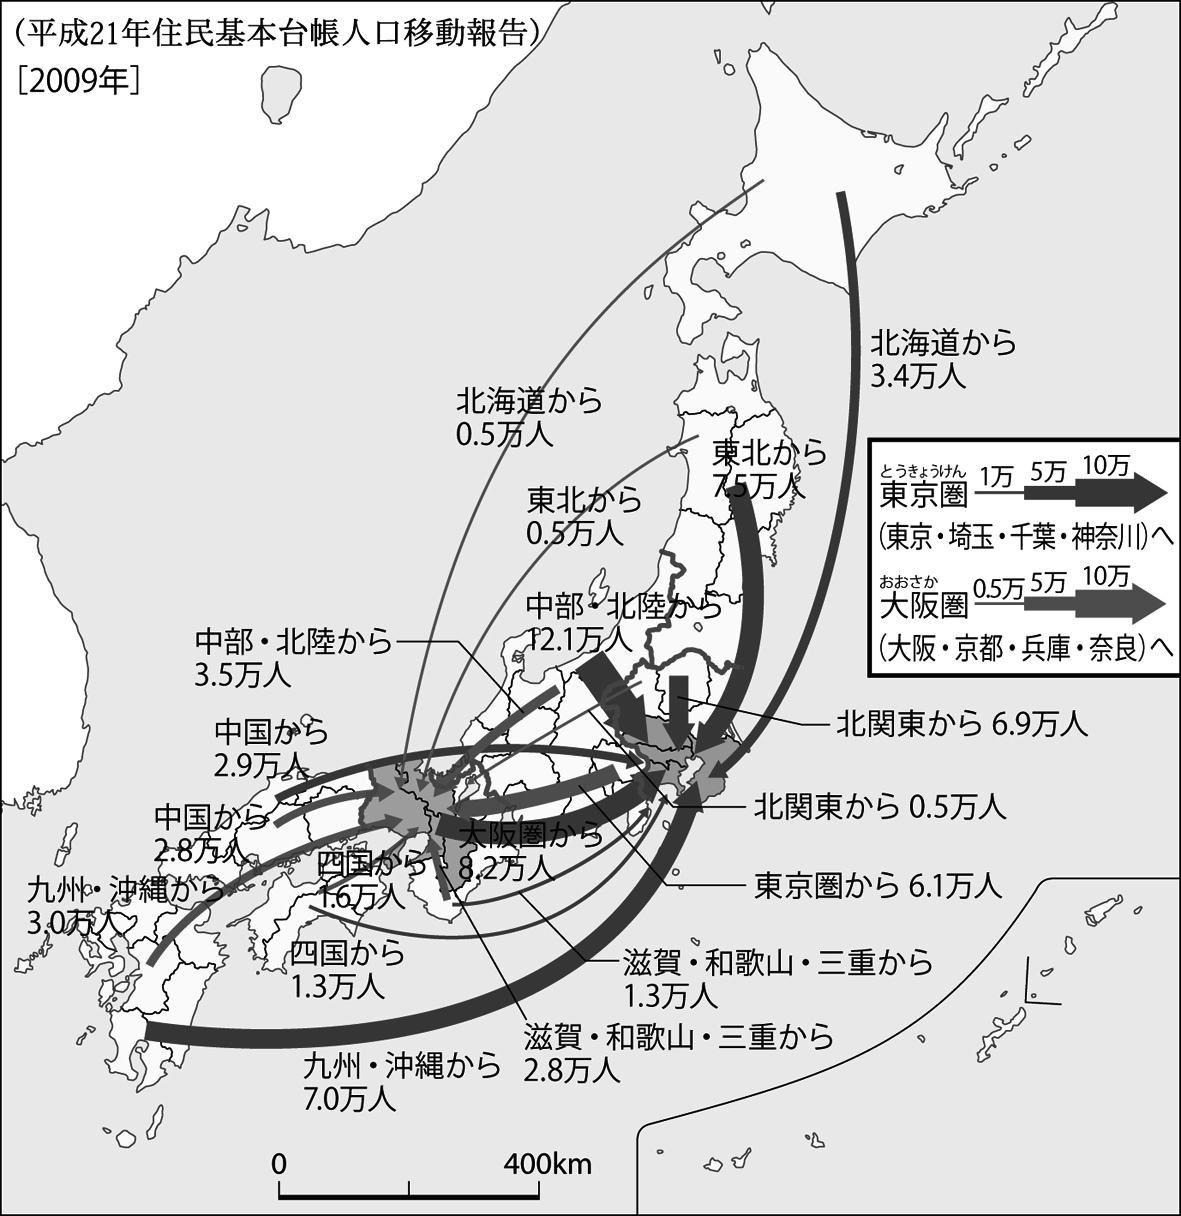 (平成21年住民基本台帳人口移動報告)
[2009年]
北海道から
3.4万人
北海道から
0.5万人
東北から
7.5万人
東北から
0.5万人
とうきょうけん
東京圏 1万 5万 10万
(東京・埼玉・千葉・神奈川)へ
おおさか
大阪圏 0.5万 5万 10万
(大阪・京都・兵庫・奈良)へ
中部・北陸から
12.1万人
中部・北陸から
3.5万人
北関東から 6.9万人
中国から
2.9万人
北関東から 0.5万人
中国から
2.8万人
大阪圏から
8.2万人
四国から
1.6万人
東京圏から 6.1万人
九州・沖縄から
3.0万人
四国から
1.3万人
滋賀・和歌山・三重から
1.3万人
滋賀・和歌山・三重から
2.8万人
九州・沖縄から
7.0万人
0 400km